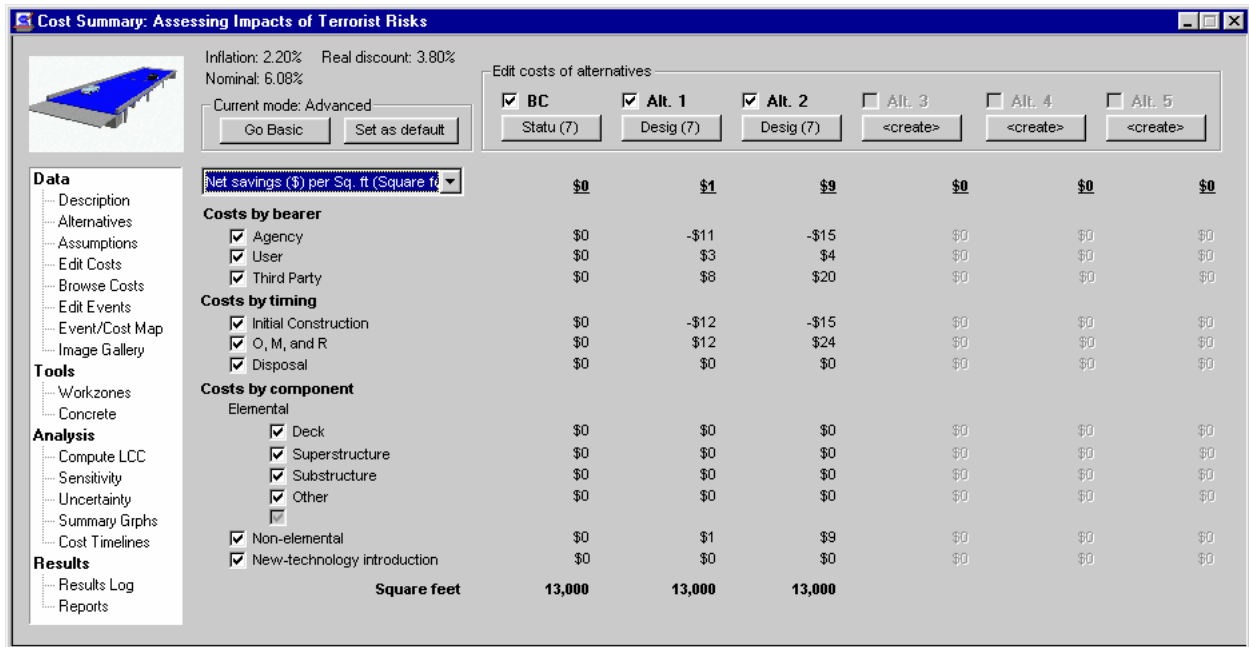 Cost Summary: Assessing Impacts of Terrorist Risks
Inflation: 2.20% Real discount: 3.80%
Nominal: 6.08%
Current mode: Advanced
Go Basic Set as default
Edit costs of alternatives
BC Alt. 1 Alt. 2 Alt. 3 Alt. 4 Alt. 5
Statu (7) Desig (7) Desig (7) <create> <create> <create>
Data
Description
Alternatives
Assumptions
Edit Costs
Browse Costs
Edit Events
Event/Cost Map
Image Gallery
Tools
Workzones
Concrete
Analysis
Compute LCC
Sensitivity
Uncertainty
Summary Grphs
Cost Timelines
Results
Results Log
Reports
Net savings ($) per Sq. ft (Square fe $0 $1 $9 $0 $0 $0
Costs by bearer
Agency $0 -$11 -$15 $0 $0 $0
User $0 $3 $4 $0 $0 $0
Third Party $0 $8 $20 $0 $0 $0
Costs by timing
Initial Construction $0 -$12 -$15 $0 $0 $0
O, M, and R $0 $12 $24 $0 $0 $0
Disposal $0 $0 $0 $0 $0 $0
Costs by component
Elemental
Deck $0 $0 $0 $0 $0 $0
Superstructure $0 $0 $0 $0 $0 $0
Substructure $0 $0 $0 $0 $0 $0
Other $0 $0 $0 $0 $0 $0
Non-elemental $0 $1 $9 $0 $0 $0
New-technology introduction $0 $0 $0 $0 $0 $0
Square feet 13,000 13,000 13,000